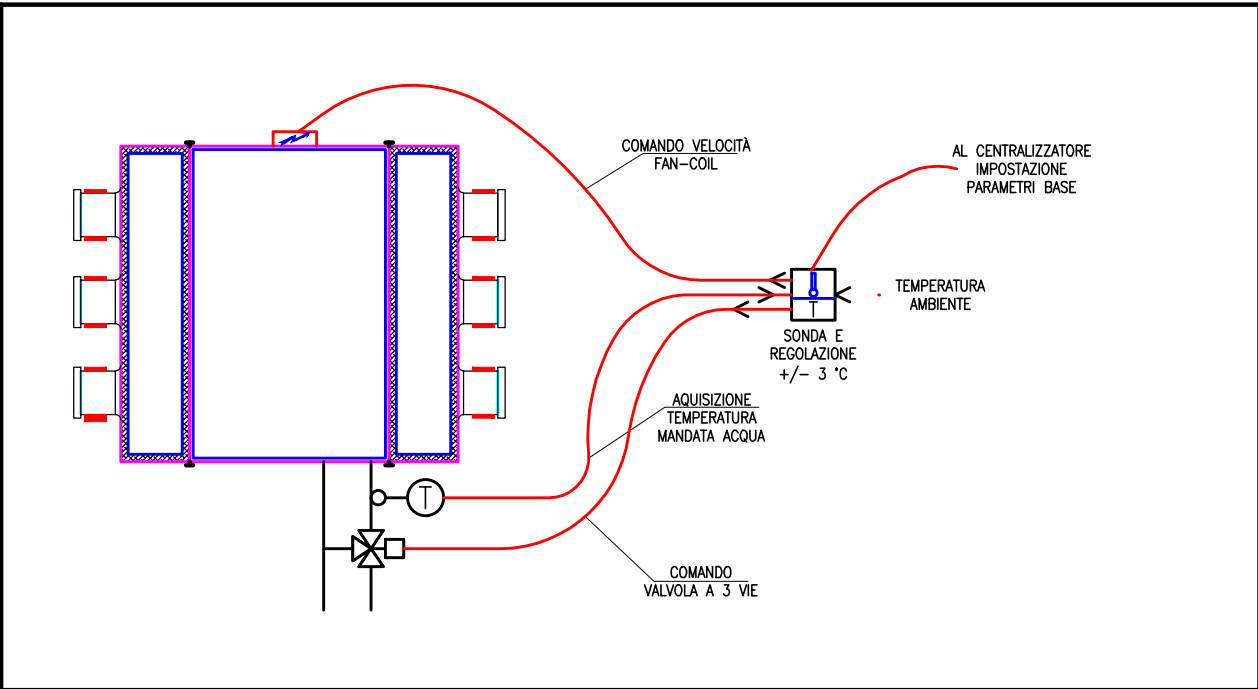 COMANDO VELOCITÀ
FAN-COIL
AL CENTRALIZZATORE
IMPOSTAZIONE
PARAMETRI BASE
TEMPERATURA
AMBIENTE
T
SONDA E
REGOLAZIONE
+/- 3 °C
AQUISIZIONE
TEMPERATURA
MANDATA ACQUA
T
COMANDO
VALVOLA A 3 VIE